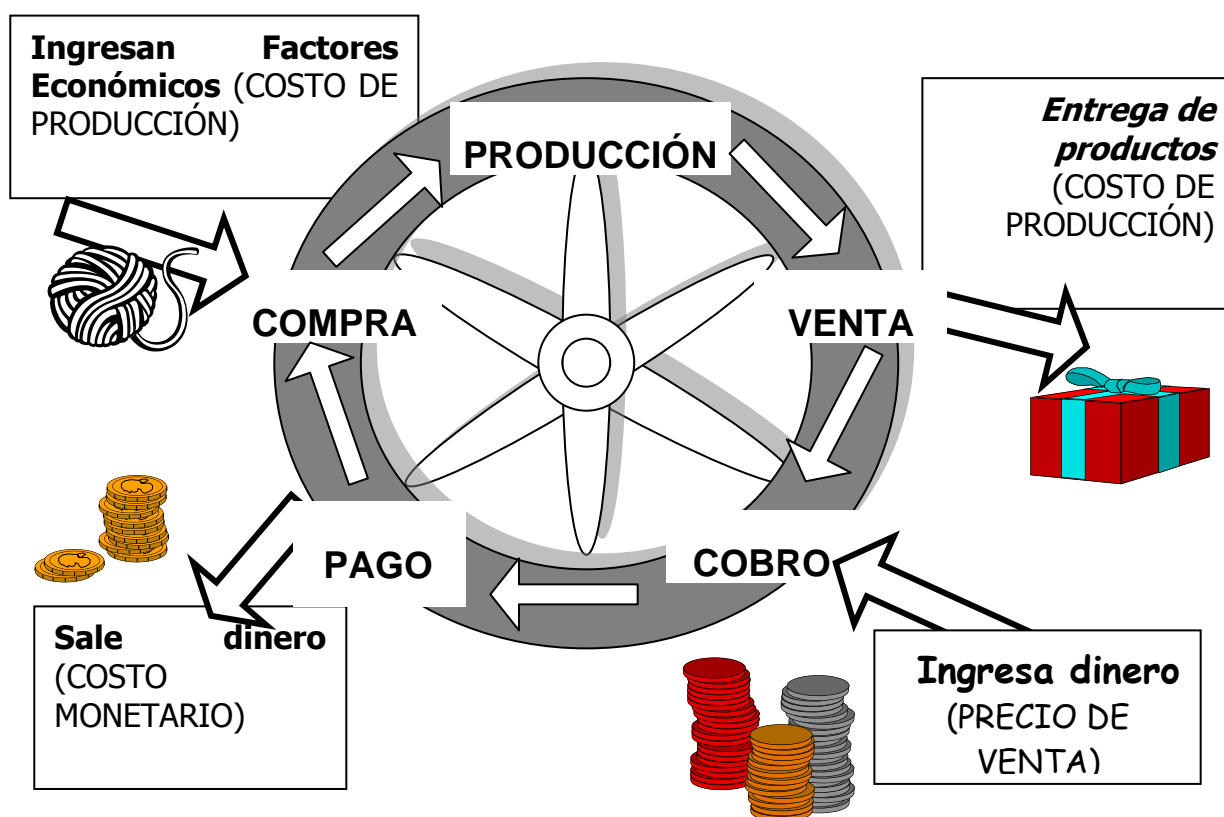 Ingresan Factores
Económicos (COSTO DE
PRODUCCIÓN)
Entrega de
productos
(COSTO DE
PRODUCCIÓN)
PRODUCCIÓN
COMPRA
VENTA
PAGO
COBRO
Sale dinero
(COSTO
MONETARIO)
Ingresa dinero
(PRECIO DE
VENTA)